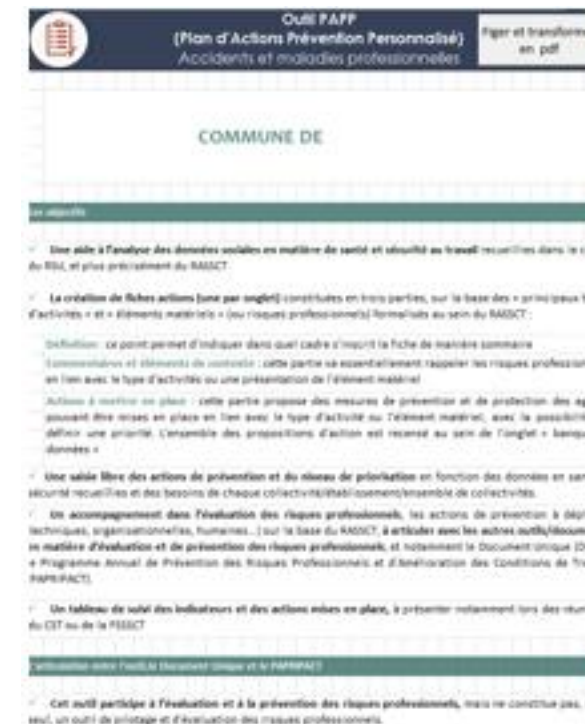 Outil PAPP
(Plan d'Actions Prévention Personnalisé)
Accidents et maladies professionnelles
Figer et transforme
en pdf
COMMUNE DE
Les objectifs
Une aide à l'analyse des données sociales en matière de santé et sécurité au travail recueillies dans le
du RSU, et plus précisément du RASSCT
La création de fiches actions (une par onglet) constituées en trois parties, sur la base des « principaux
d'activités » et « éléments matériels » (ou risques professionnels) formalisés au sein du RASSCT :
Définition : ce point permet d'indiquer dans quel cadre s'inscrit la fiche de manière sommaire
Commentaires et éléments de contexte : cette partie va essentiellement rappeler les risques profession
en lien avec le type d'activités ou une présentation de l'élément matériel
Actions à mettre en place : cette partie propose des mesures de prévention et de protection des ag
pouvant être mises en place en lien avec le type d'activité ou l'élément matériel, avec la possibilit
définir une priorité. L'ensemble des propositions d'action est recensé au sein de l'onglet « banqu
données »
Une saisie libre des actions de prévention et du niveau de priorisation en fonction des données en san
sécurité recueillies et des besoins de chaque collectivité/établissement/ensemble de collectivités.
Un accompagnement dans l'évaluation des risques professionnels, les actions de prévention à dépl
techniques, organisationnelles, humaines...) sur la base du RASSCT, à articuler avec les autres outils/docum
en matière d'évaluation et de prévention des risques professionnels, et notamment le Document Unique
Programme Annuel de Prévention des Risques Professionnels et d'Amélioration des Conditions de Tra
PAPRIPACT).
Un tableau de suivi des indicateurs et des actions mises en place, à présenter notamment lors des réun
du CST ou de la FSSSCT
L'articulation entre l'outil, le Document Unique et le PAPRIPACT
Cet outil participe à l'évaluation et à la prévention des risques professionnels, mais ne constitue pas,
seul, un outil de pilotage et d'évaluation des risques professionnels.